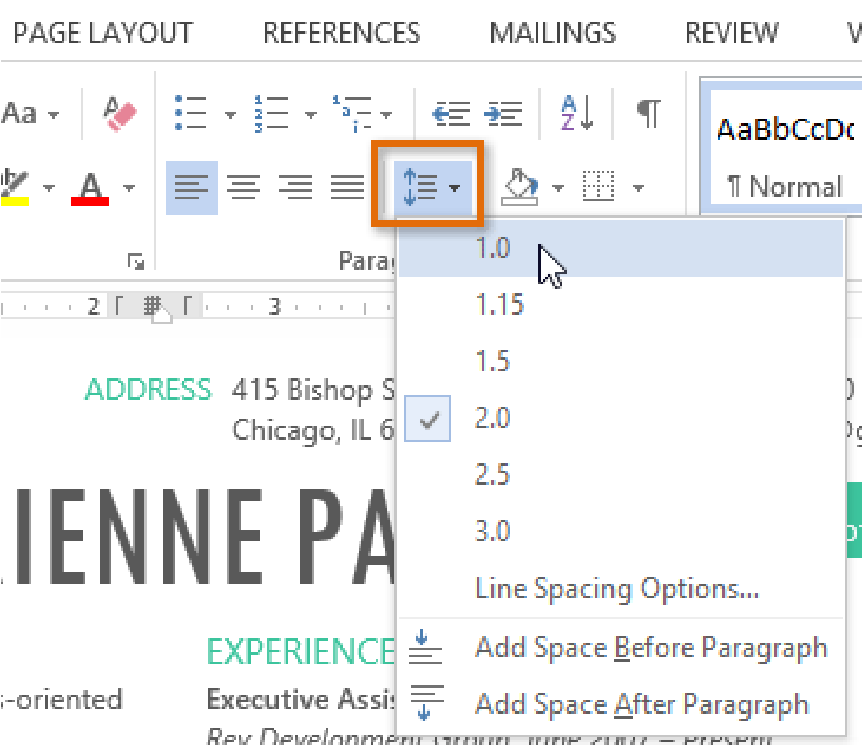 PAGE LAYOUT REFERENCES MAILINGS REVIEW
Aa
AaBbCcDc
A
¶ Normal
1.0
1.15
1.5
2.0
2.5
3.0
Line Spacing Options...
Add Space Before Paragraph
Add Space After Paragraph
2 3
ADDRESS 415 Bishop S
Chicago, IL 6
IENNE PA
EXPERIENCE
s-oriented Executive Assis
Rev Development Group, June 2007 – Present